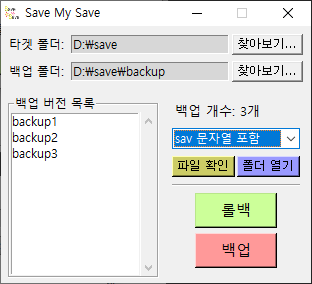 Save My Save
타겟 폴더: D:₩save 찾아보기...
백업 폴더: D:₩save₩backup 찾아보기...
백업 버전 목록
backup1
backup2
backup3
백업 개수: 3개
sav 문자열 포함
파일 확인 폴더 열기
롤백
백업